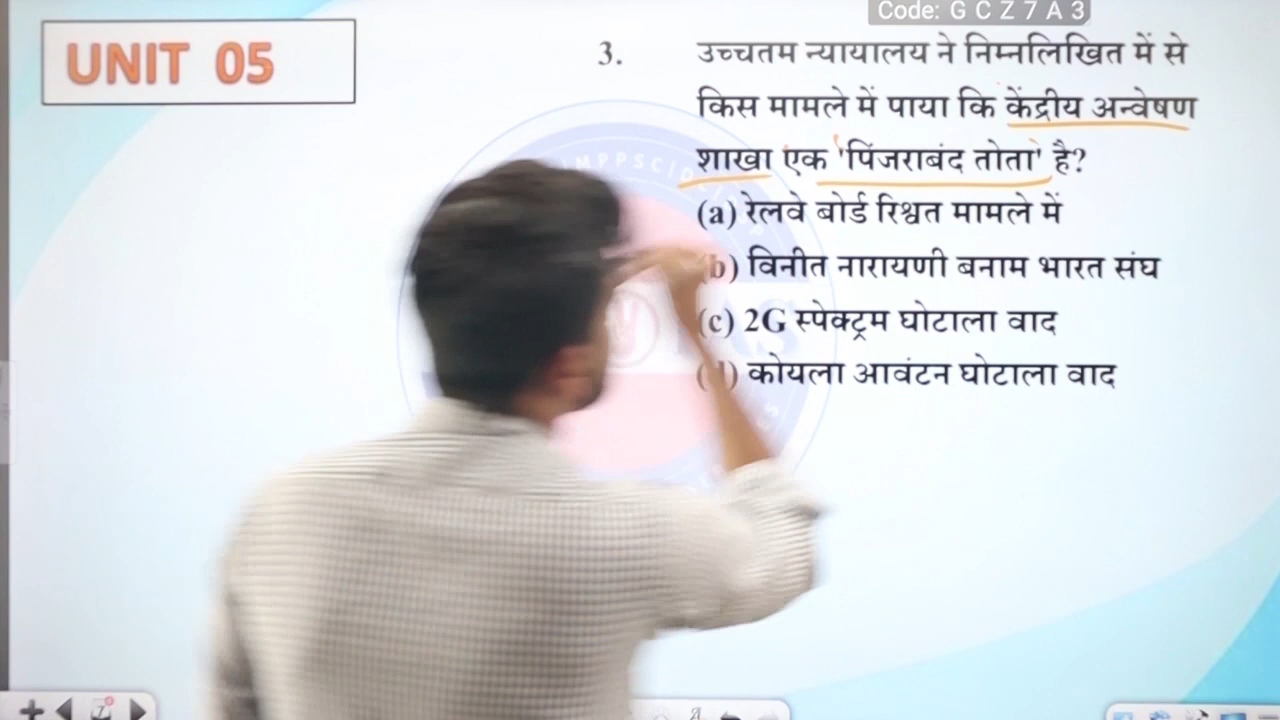 Code: G C Z 7 A 3
UNIT 05
3. उच्चतम न्यायालय ने निम्नलिखित में से
किस मामले में पाया कि केंद्रीय अन्वेषण
शाखा एक 'पिंजराबंद तोता' है?
(a) रेलवे बोर्ड रिश्वत मामले में
b) विनीत नारायणी बनाम भारत संघ
(c) 2G स्पेक्ट्रम घोटाला वाद
(d) कोयला आवंटन घोटाला वाद